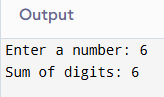 Output
Enter a number: 6
Sum of digits: 6